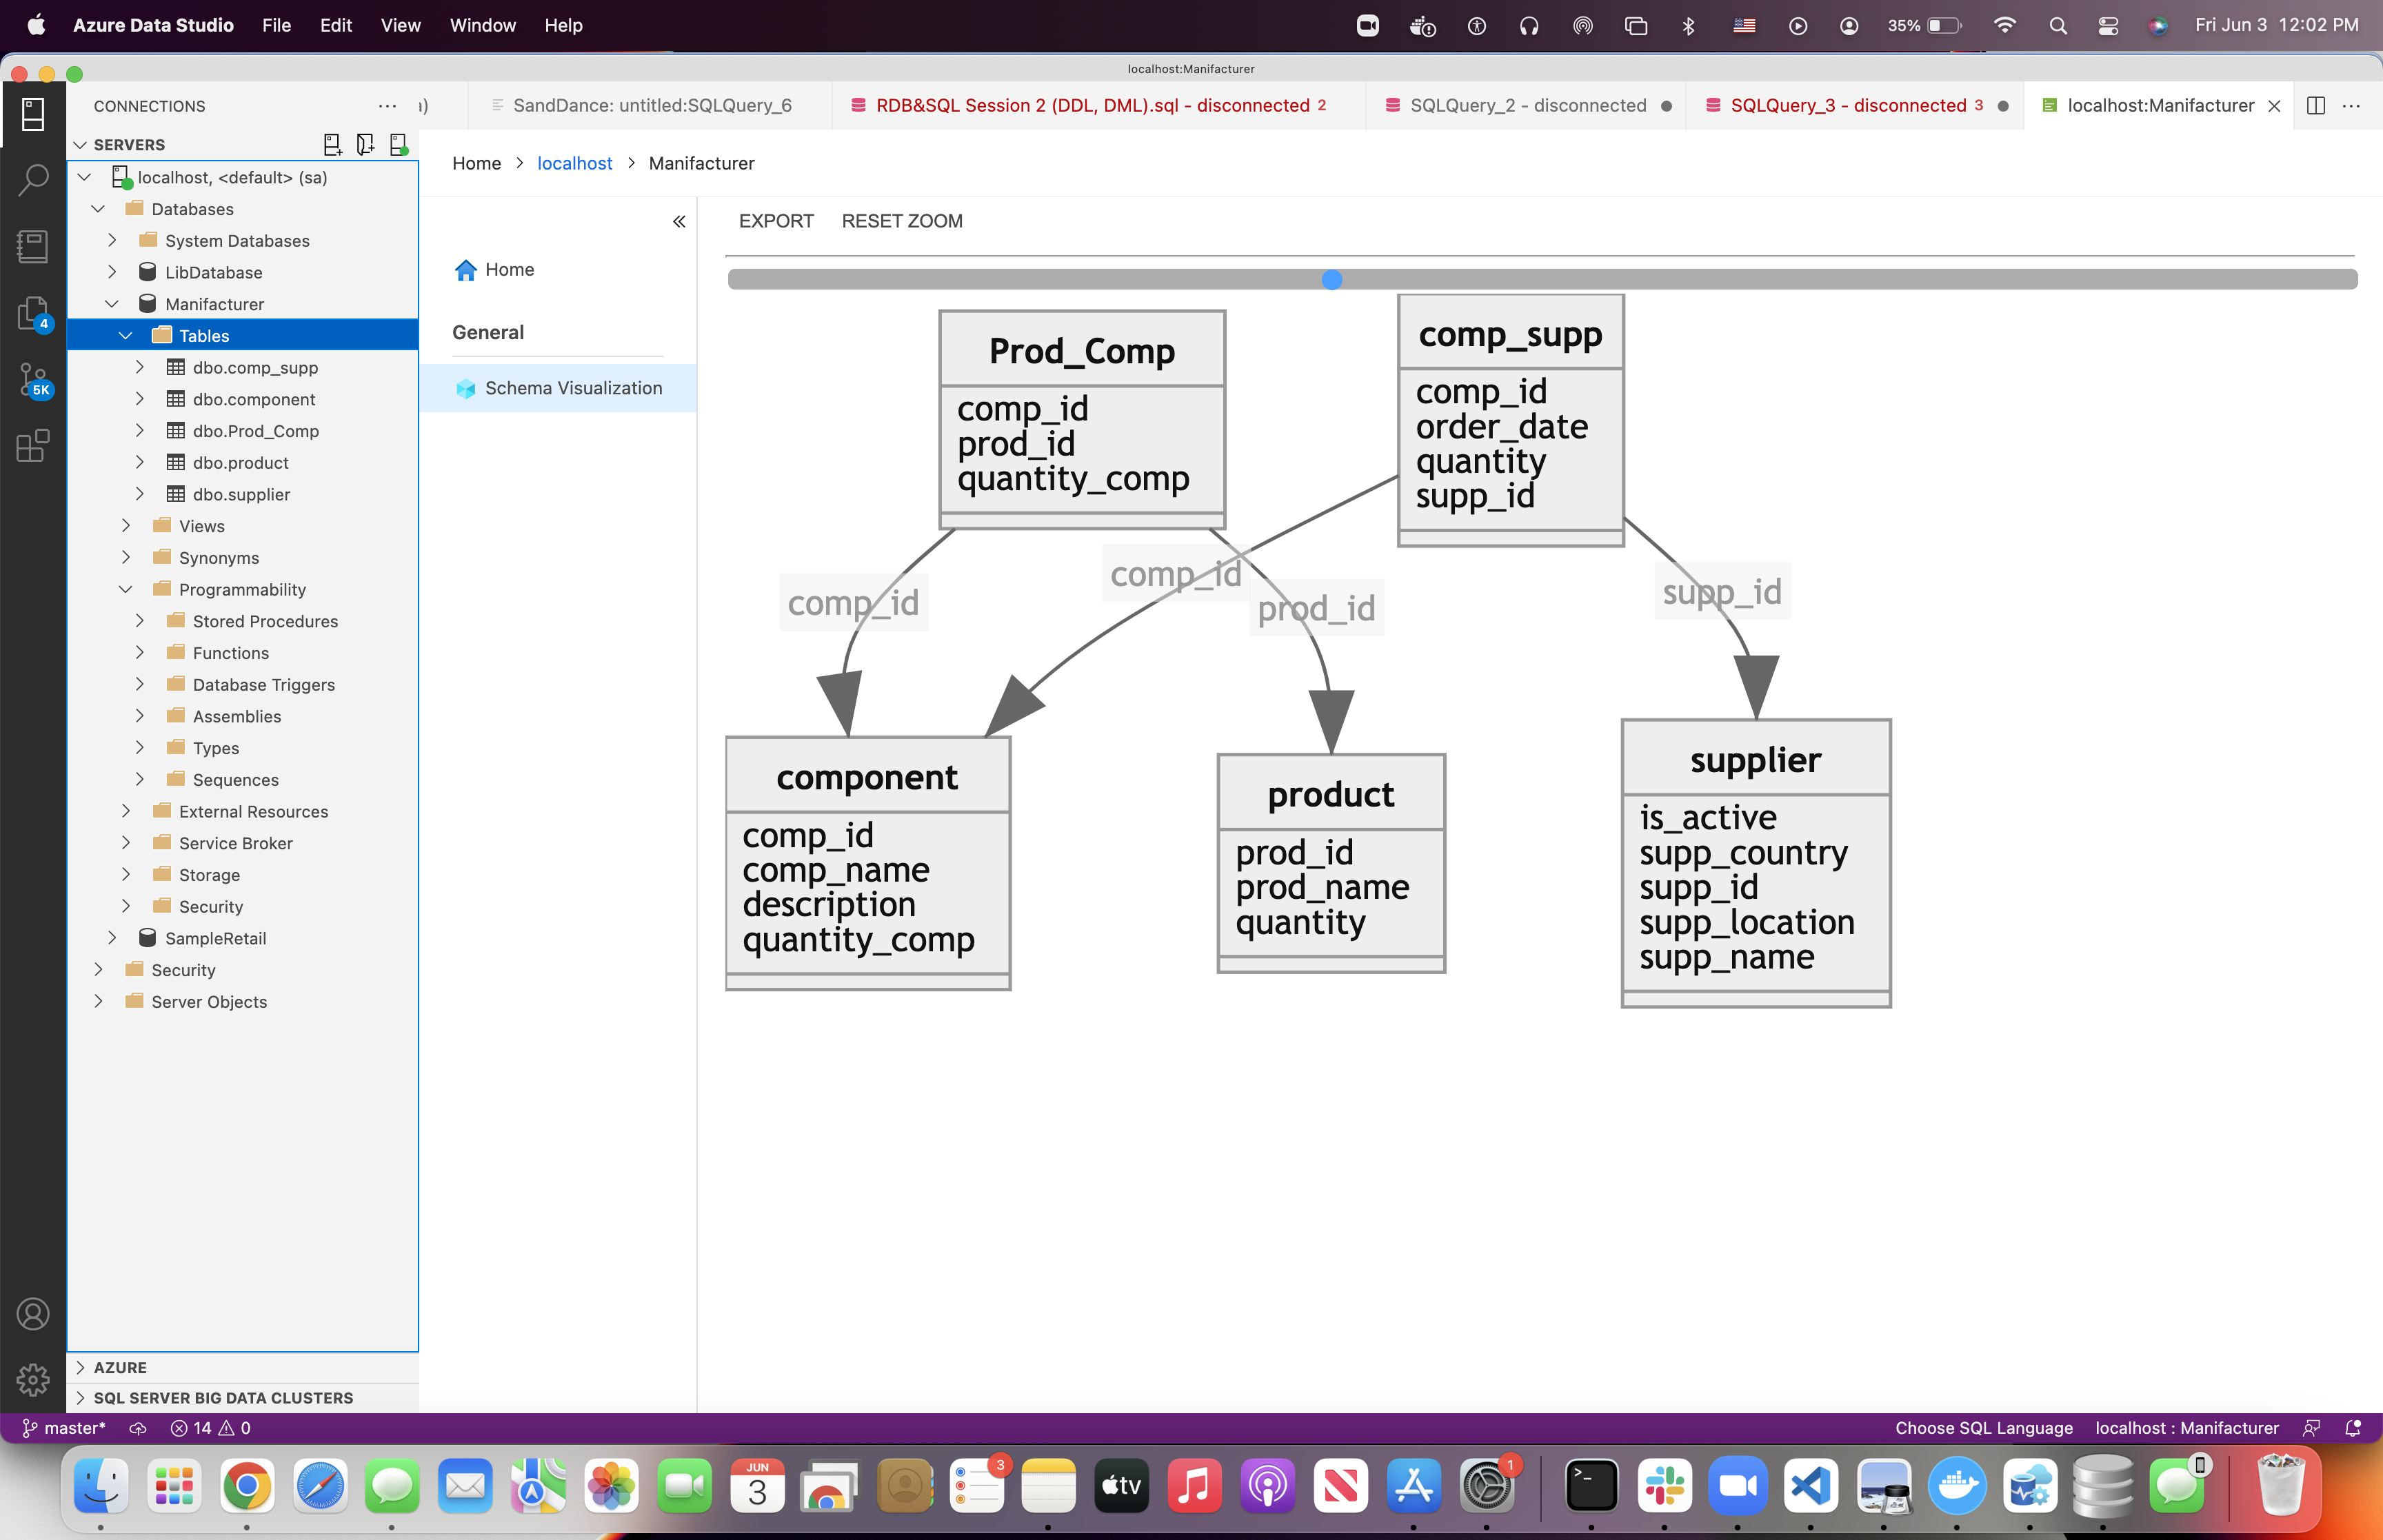 Azure Data Studio File Edit View Window Help 35% Fri Jun 3 12:02 PM
localhost:Manifacturer
CONNECTIONS
SandDance: untitled:SQLQuery_6
RDB&SQL Session 2 (DDL, DML).sql - disconnected 2
SQLQuery_2 - disconnected
SQLQuery_3 - disconnected 3
localhost:Manifacturer
SERVERS
localhost, <default> (sa)
Databases
System Databases
LibDatabase
Manifacturer
Tables
dbo.comp_supp
dbo.component
dbo.Prod_Comp
dbo.product
dbo.supplier
Views
Synonyms
Programmability
Stored Procedures
Functions
Database Triggers
Assemblies
Types
Sequences
External Resources
Service Broker
Storage
Security
SampleRetail
Security
Server Objects
AZURE
SQL SERVER BIG DATA CLUSTERS
4
5K
Home > localhost > Manifacturer
Home
General
Schema Visualization
EXPORT RESET ZOOM
Prod_Comp
comp_id
prod_id
quantity_comp
comp_supp
comp_id
order_date
quantity
supp_id
comp_id
comp_id
prod_id
supp_id
component
comp_id
comp_name
description
quantity_comp
product
prod_id
prod_name
quantity
supplier
is_active
supp_country
supp_id
supp_location
supp_name
master* 14 0
Choose SQL Language localhost : Manifacturer
JUN
3
3
tv
1